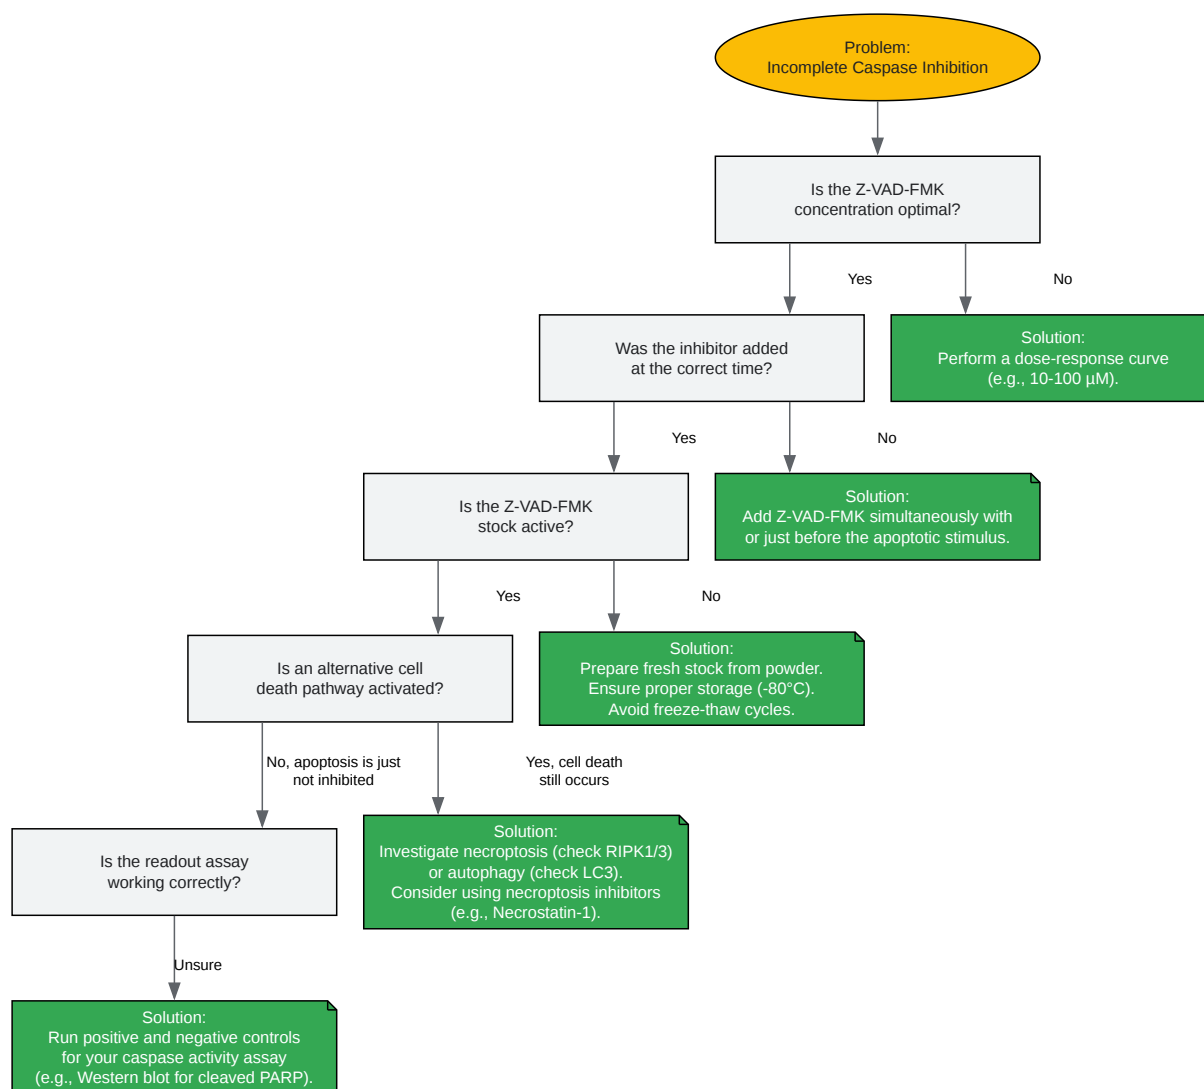 Problem:
Incomplete Caspase Inhibition
Is the Z-VAD-FMK
concentration optimal?
Yes
No
Was the inhibitor added
at the correct time?
Solution:
Perform a dose-response curve
(e.g., 10-100 µM).
Yes
No
Is the Z-VAD-FMK
stock active?
Solution:
Add Z-VAD-FMK simultaneously with
or just before the apoptotic stimulus.
Yes
No
Is an alternative cell
death pathway activated?
Solution:
Prepare fresh stock from powder.
Ensure proper storage (-80°C).
Avoid freeze-thaw cycles.
No, apoptosis is just
not inhibited
Yes, cell death
still occurs
Is the readout assay
working correctly?
Solution:
Investigate necroptosis (check RIPK1/3)
or autophagy (check LC3).
Consider using necroptosis inhibitors
(e.g., Necrostatin-1).
Unsure
Solution:
Run positive and negative controls
for your caspase activity assay
(e.g., Western blot for cleaved PARP).